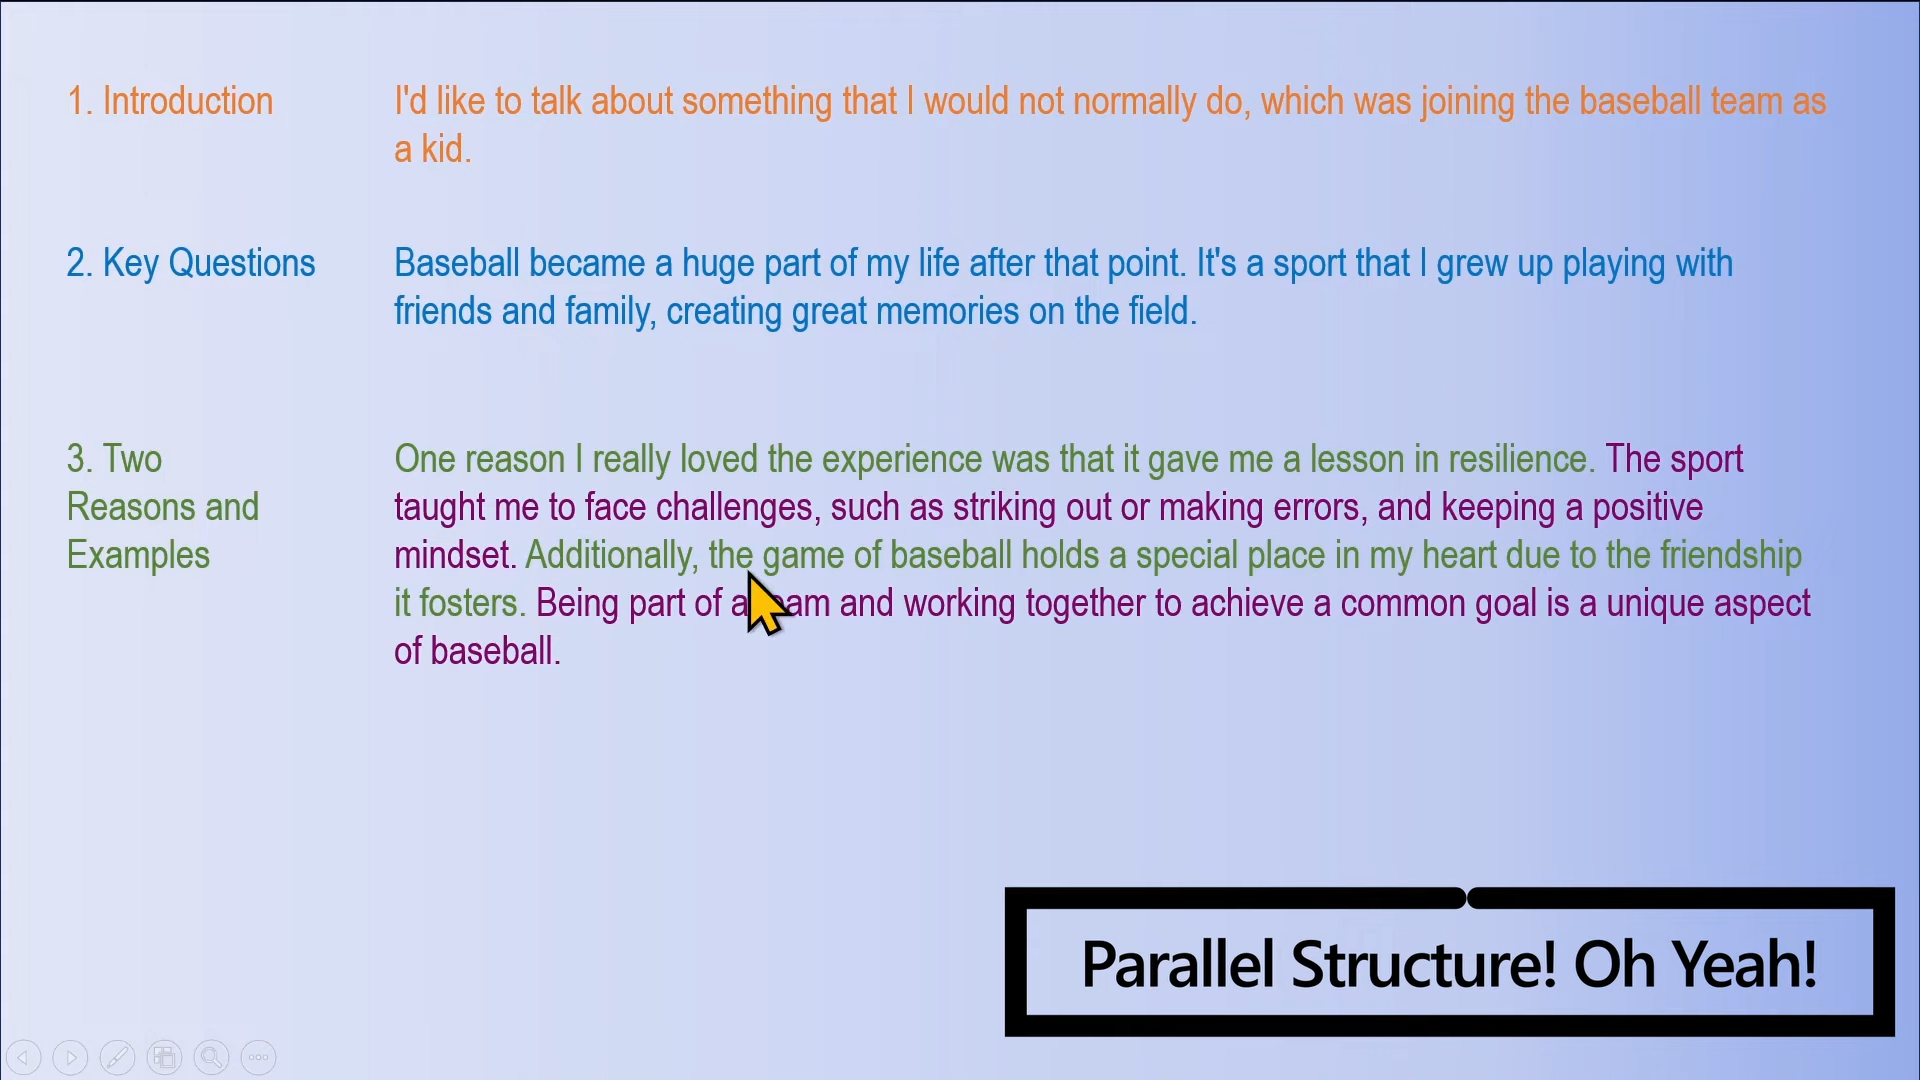 1. Introduction
I'd like to talk about something that I would not normally do, which was joining the baseball team as
a kid.
2. Key Questions
Baseball became a huge part of my life after that point. It's a sport that I grew up playing with
friends and family, creating great memories on the field.
3. Two
Reasons and
Examples
One reason I really loved the experience was that it gave me a lesson in resilience. The sport
taught me to face challenges, such as striking out or making errors, and keeping a positive
mindset. Additionally, the game of baseball holds a special place in my heart due to the friendship
it fosters. Being part of a team and working together to achieve a common goal is a unique aspect
of baseball.
Parallel Structure! Oh Yeah!